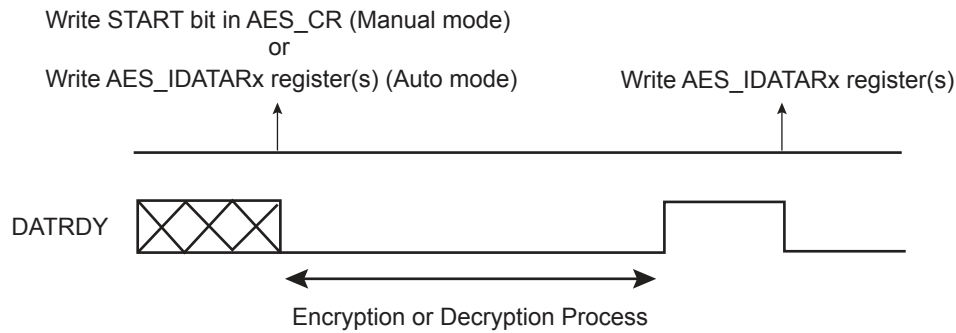 Write START bit in AES_CR (Manual mode)
or
Write AES_IDATARx register(s) (Auto mode)
Write AES_IDATARx register(s)
DATRDY
Encryption or Decryption Process